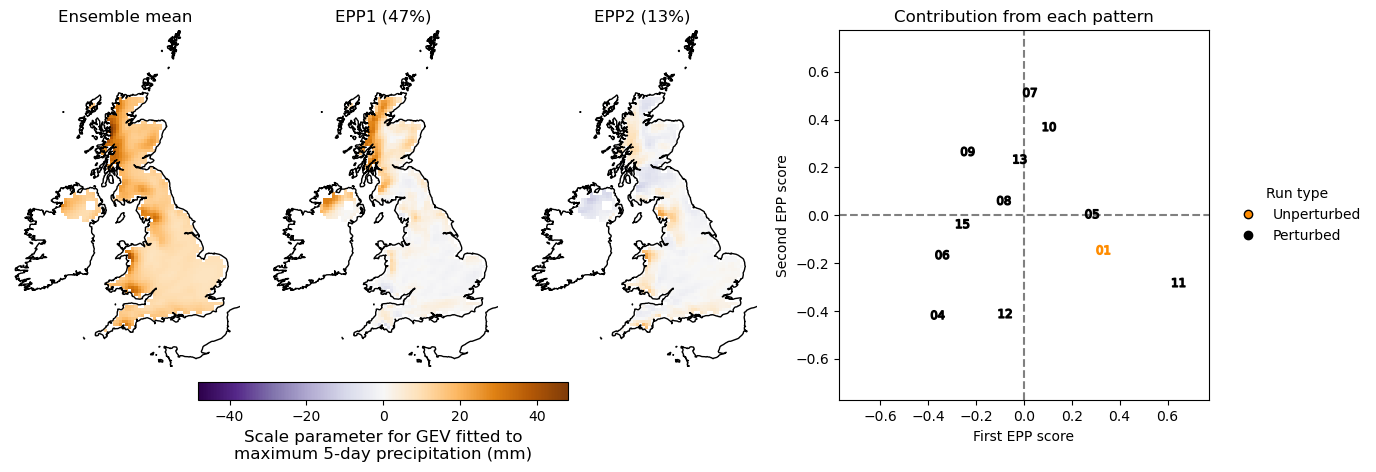 Ensemble mean
EPP1 (47%)
EPP2 (13%)
Contribution from each pattern
−40 −20 0 20 40
Scale parameter for GEV fitted to
maximum 5-day precipitation (mm)
Second EPP score
0.6
0.4
0.2
0.0
−0.2
−0.4
−0.6
07
10
09
13
08
05
15
01
06
11
04
12
−0.6 −0.4 −0.2 0.0 0.2 0.4 0.6
First EPP score
Run type
Unperturbed
Perturbed